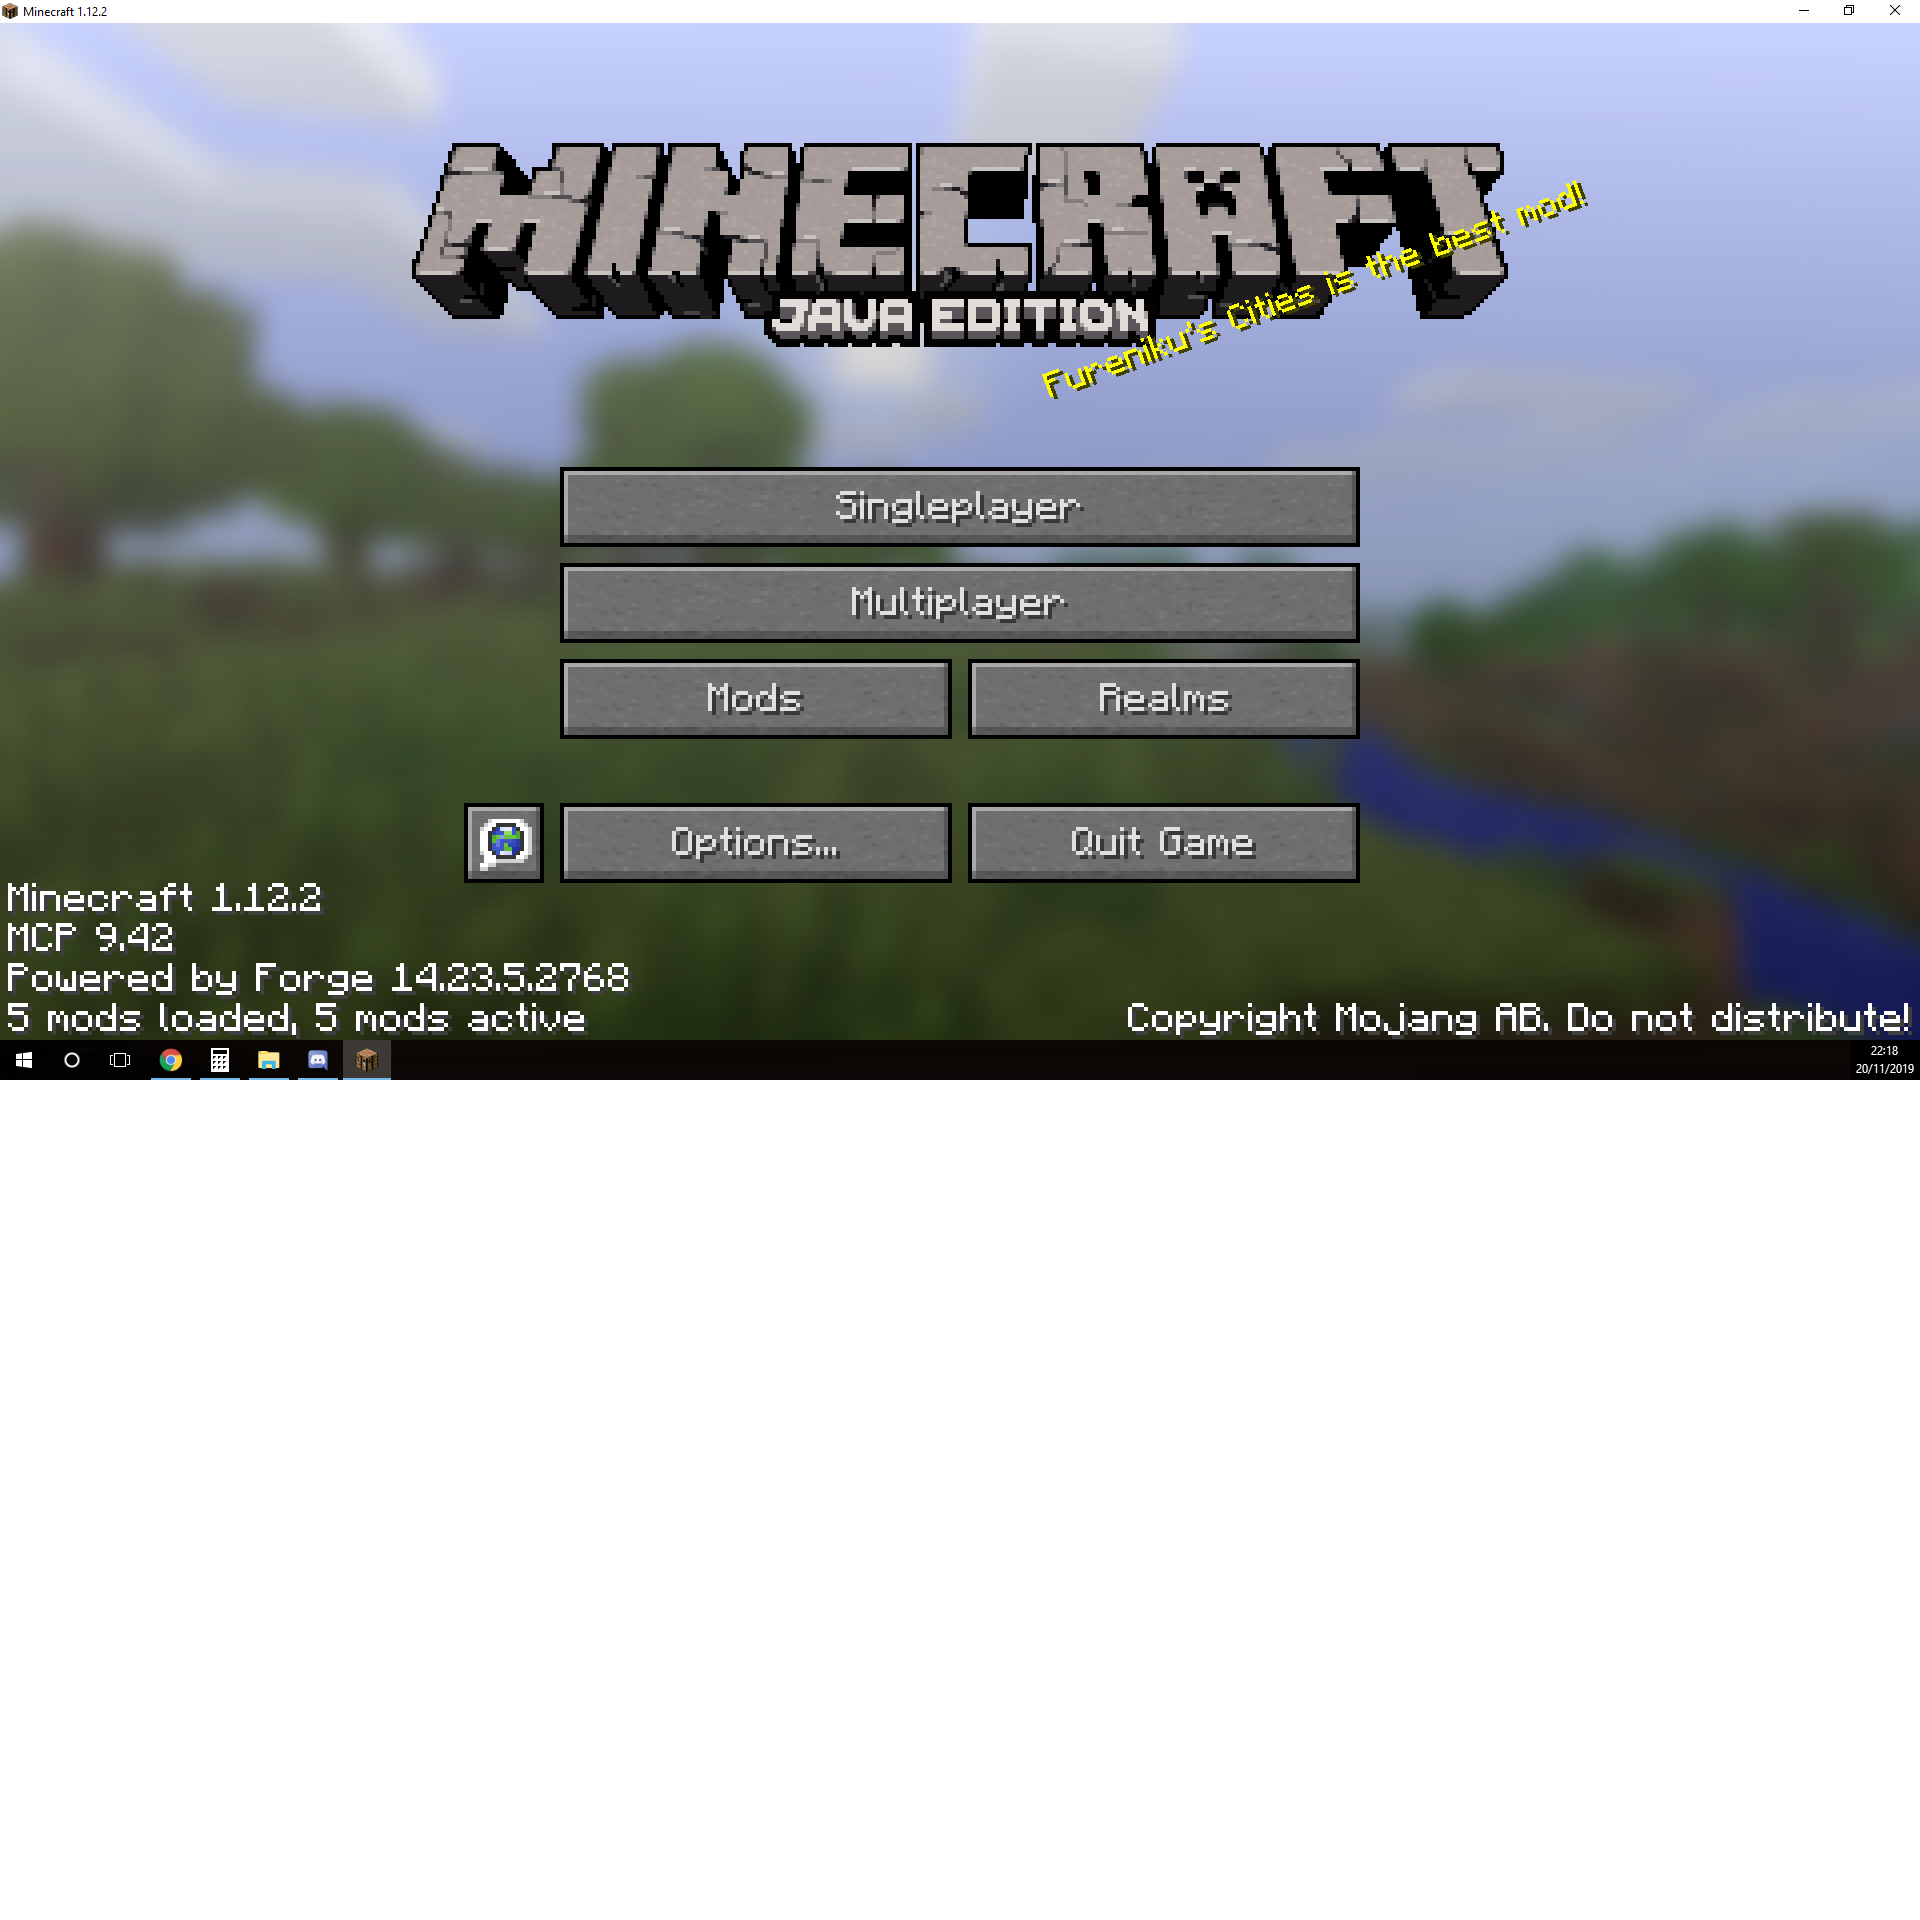 Minecraft 1.12.2
MINECRAFT
JAVA EDITION
Fureniku's Cities is the best mod!
Singleplayer
Multiplayer
Mods
Realms
Options...
Quit Game
Minecraft 1.12.2
MCP 9.42
Powered by Forge 14.23.5.2768
5 mods loaded, 5 mods active
Copyright Mojang AB. Do not distribute!
22:18
20/11/2019